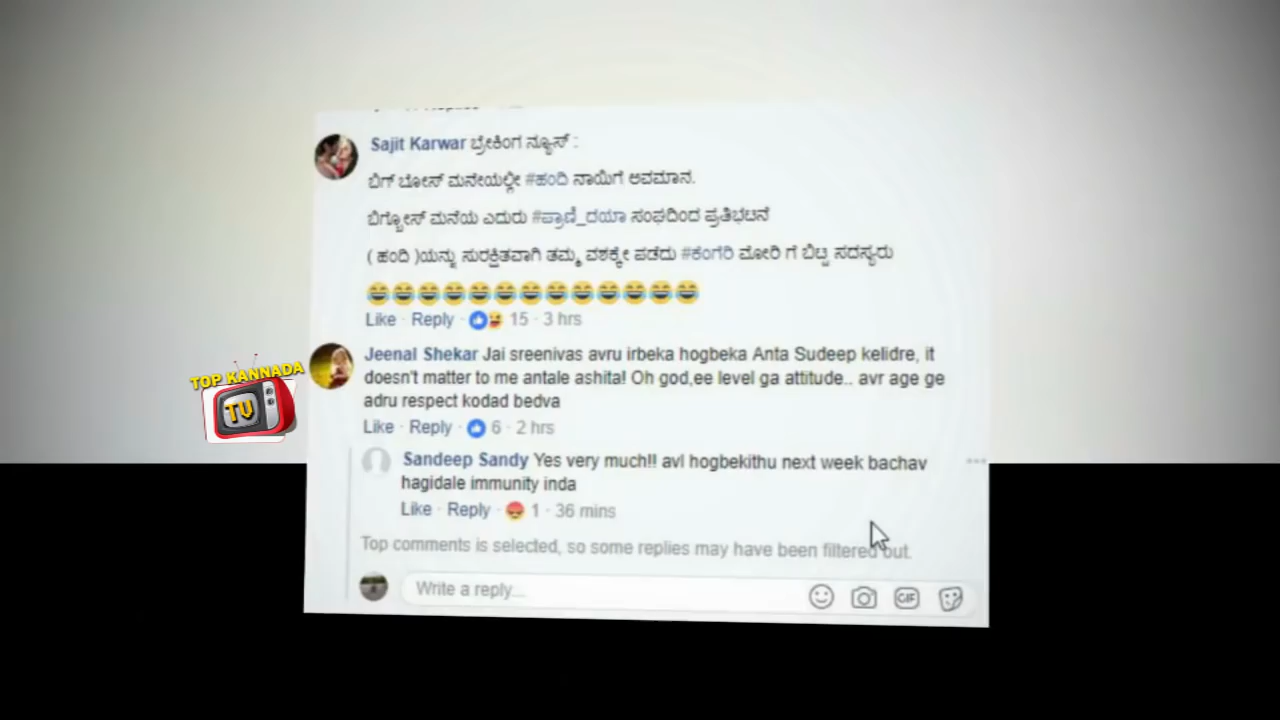 Sajit Karwar ಬ್ರೇಕಿಂಗ ನ್ಯೂಸ್ :
ಬಿಗ್ ಬೋಸ್ ಮನೇಯಲ್ಲೀ #ಹಂದಿ ನಾಯಿಗೆ ಅವಮಾನ.
ಬಿಗ್ಬೋಸ್ ಮನೆಯ ಎದುರು #ಪ್ರಾಣಿ_ದಯಾ ಸಂಘದಿಂದ ಪ್ರತಿಭಟನೆ
( ಹಂದಿ )ಯನ್ನು ಸುರಕ್ಷಿತವಾಗಿ ತಮ್ಮ ವಶಕ್ಕೇ ಪಡೆದು #ಕೆಂಗೆರಿ ಮೋರಿ ಗೆ ಬಿಟ್ಟ ಸದಸ್ಯರು
😂😂😂😂😂😂😂😂😂😂😂😂😂
Like · Reply · 15 · 3 hrs
Jeenal Shekar Jai sreenivas avru irbeka hogbeka Anta Sudeep kelidre, it
doesn't matter to me antale ashita! Oh god,ee level ga attitude.. avr age ge
adru respect kodad bedva
Like · Reply · 6 · 2 hrs
TOP KANNADA
TV
Sandeep Sandy Yes very much!! avl hogbekithu next week bachav
hagidale immunity inda
Like · Reply · 1 · 36 mins
Top comments is selected, so some replies may have been filtered out.
Write a reply...
GIF